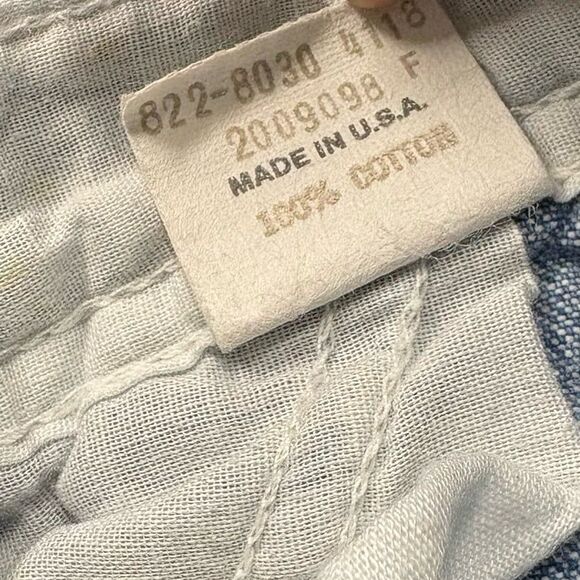 822-8030 4118
2009098 F
MADE IN U.S.A.
100% COTTON